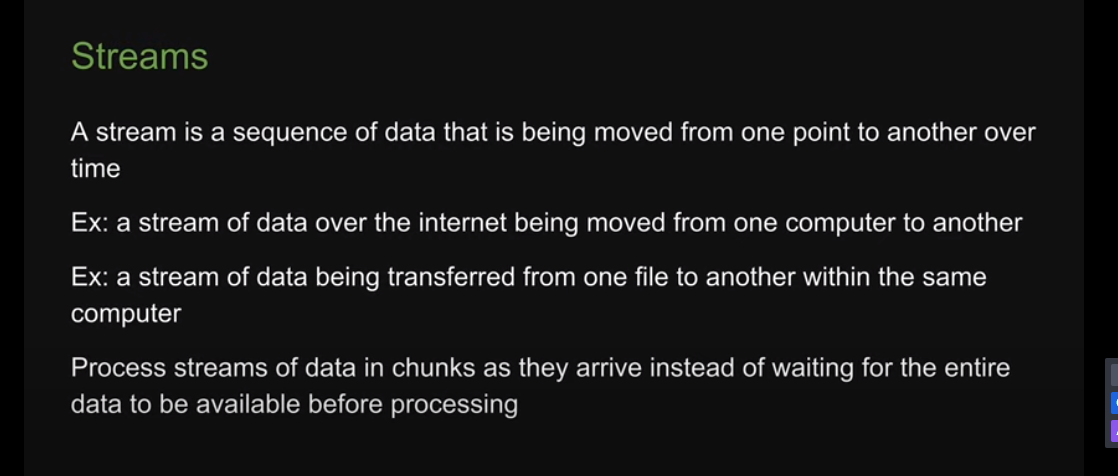 Streams
A stream is a sequence of data that is being moved from one point to another over
time
Ex: a stream of data over the internet being moved from one computer to another
Ex: a stream of data being transferred from one file to another within the same
computer
Process streams of data in chunks as they arrive instead of waiting for the entire
data to be available before processing